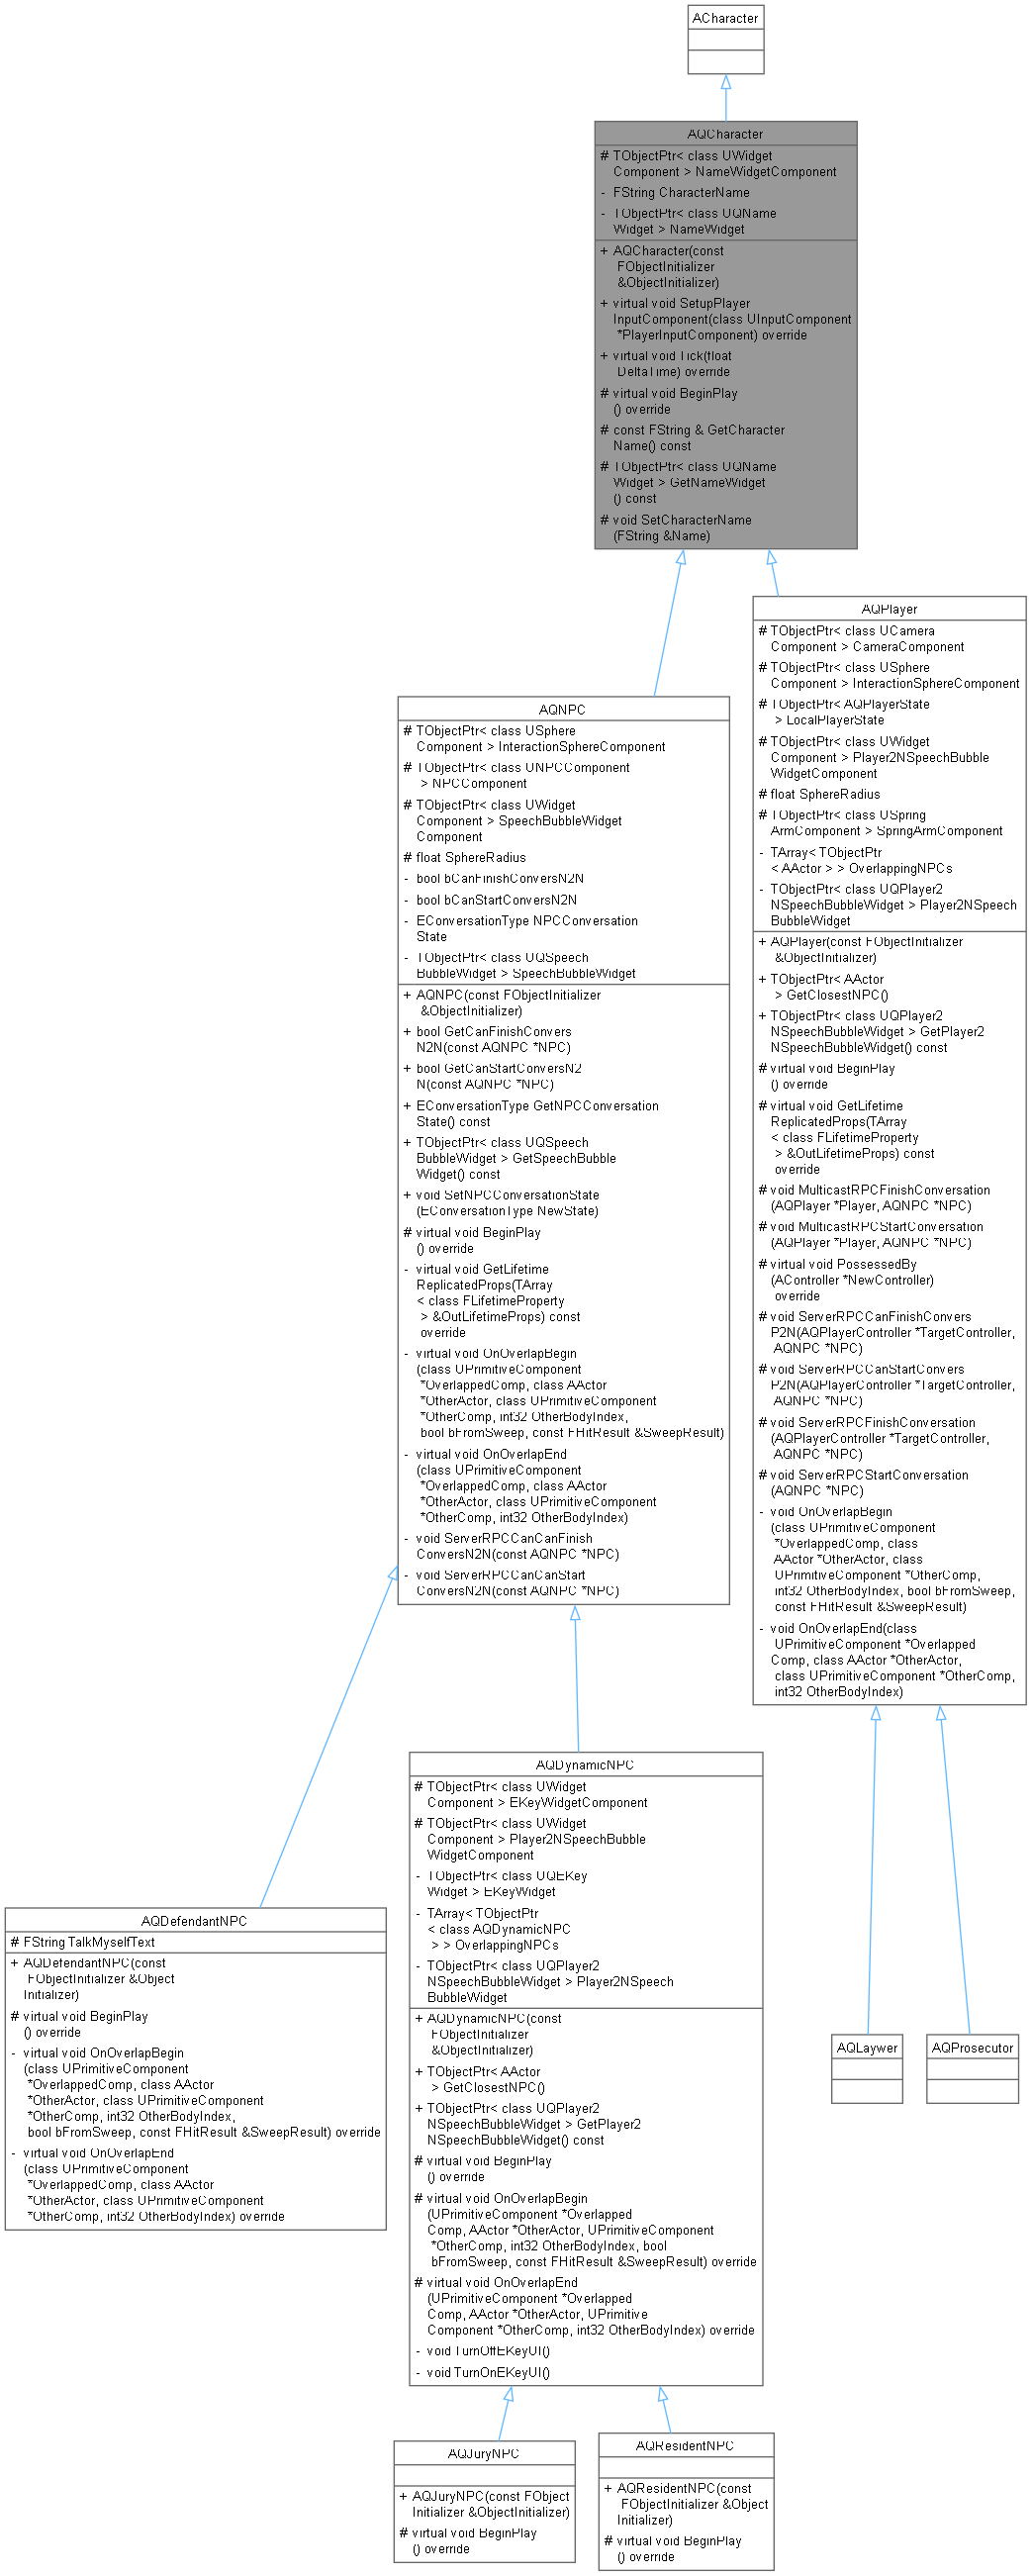 ACharacter
AQCharacter
# TObjectPtr< class UWidget
Component > NameWidgetComponent
- FString CharacterName
- TObjectPtr< class UQName
Widget > NameWidget
+ AQCharacter(const
FObjectInitializer
&ObjectInitializer)
+ virtual void SetupPlayer
InputComponent(class UInputComponent
*PlayerInputComponent) override
+ virtual void Tick(float
DeltaTime) override
# virtual void BeginPlay
() override
# const FString & GetCharacter
Name() const
# TObjectPtr< class UQName
Widget > GetNameWidget
() const
# void SetCharacterName
(FString &Name)
AQNPC
# TObjectPtr< class USphere
Component > InteractionSphereComponent
# TObjectPtr< class UNPCComponent
> NPCComponent
# TObjectPtr< class UWidget
Component > SpeechBubbleWidget
Component
# float SphereRadius
- bool bCanFinishConversN2N
- bool bCanStartConversN2N
- EConversationType NPCConversation
State
- TObjectPtr< class UQSpeech
BubbleWidget > SpeechBubbleWidget
+ AQNPC(const FObjectInitializer
&ObjectInitializer)
+ bool GetCanFinishConvers
N2N(const AQNPC *NPC)
+ bool GetCanStartConversN2
N(const AQNPC *NPC)
+ EConversationType GetNPCConversation
State() const
+ TObjectPtr< class UQSpeech
BubbleWidget > GetSpeechBubble
Widget() const
+ void SetNPCConversationState
(EConversationType NewState)
# virtual void BeginPlay
() override
- virtual void GetLifetime
ReplicatedProps(TArray
< class FLifetimeProperty
> &OutLifetimeProps) const
override
- virtual void OnOverlapBegin
(class UPrimitiveComponent
*OverlappedComp, class AActor
*OtherActor, class UPrimitiveComponent
*OtherComp, int32 OtherBodyIndex,
bool bFromSweep, const FHitResult &SweepResult)
- virtual void OnOverlapEnd
(class UPrimitiveComponent
*OverlappedComp, class AActor
*OtherActor, class UPrimitiveComponent
*OtherComp, int32 OtherBodyIndex)
- void ServerRPCCanCanFinish
ConversN2N(const AQNPC *NPC)
- void ServerRPCCanCanStart
ConversN2N(const AQNPC *NPC)
AQPlayer
# TObjectPtr< class UCamera
Component > CameraComponent
# TObjectPtr< class USphere
Component > InteractionSphereComponent
# TObjectPtr< AQPlayerState
> LocalPlayerState
# TObjectPtr< class UWidget
Component > Player2NSpeechBubble
WidgetComponent
# float SphereRadius
# TObjectPtr< class USpring
ArmComponent > SpringArmComponent
- TArray< TObjectPtr
< AActor > > OverlappingNPCs
- TObjectPtr< class UQPlayer2
NSpeechBubbleWidget > Player2NSpeech
BubbleWidget
+ AQPlayer(const FObjectInitializer
&ObjectInitializer)
+ TObjectPtr< AActor
> GetClosestNPC()
+ TObjectPtr< class UQPlayer2
NSpeechBubbleWidget > GetPlayer2
NSpeechBubbleWidget() const
# virtual void BeginPlay
() override
# virtual void GetLifetime
ReplicatedProps(TArray
< class FLifetimeProperty
> &OutLifetimeProps) const
override
# void MulticastRPCFinishConversation
(AQPlayer *Player, AQNPC *NPC)
# void MulticastRPCStartConversation
(AQPlayer *Player, AQNPC *NPC)
# virtual void PossessedBy
(AController *NewController)
override
# void ServerRPCCanFinishConvers
P2N(AQPlayerController *TargetController,
AQNPC *NPC)
# void ServerRPCCanStartConvers
P2N(AQPlayerController *TargetController,
AQNPC *NPC)
# void ServerRPCFinishConversation
(AQPlayerController *TargetController,
AQNPC *NPC)
# void ServerRPCStartConversation
(AQNPC *NPC)
- void OnOverlapBegin
(class UPrimitiveComponent
*OverlappedComp, class
AActor *OtherActor, class
UPrimitiveComponent *OtherComp,
int32 OtherBodyIndex, bool bFromSweep,
const FHitResult &SweepResult)
- void OnOverlapEnd(class
UPrimitiveComponent *Overlapped
Comp, class AActor *OtherActor,
class UPrimitiveComponent *OtherComp,
int32 OtherBodyIndex)
AQDefendantNPC
# FString TalkMyselfText
+ AQDefendantNPC(const
FObjectInitializer &Object
Initializer)
# virtual void BeginPlay
() override
- virtual void OnOverlapBegin
(class UPrimitiveComponent
*OverlappedComp, class AActor
*OtherActor, class UPrimitiveComponent
*OtherComp, int32 OtherBodyIndex,
bool bFromSweep, const FHitResult &SweepResult) override
- virtual void OnOverlapEnd
(class UPrimitiveComponent
*OverlappedComp, class AActor
*OtherActor, class UPrimitiveComponent
*OtherComp, int32 OtherBodyIndex) override
AQDynamicNPC
# TObjectPtr< class UWidget
Component > EKeyWidgetComponent
# TObjectPtr< class UWidget
Component > Player2NSpeechBubble
WidgetComponent
- TObjectPtr< class UQEKey
Widget > EKeyWidget
- TArray< TObjectPtr
< class AQDynamicNPC
> > OverlappingNPCs
- TObjectPtr< class UQPlayer2
NSpeechBubbleWidget > Player2NSpeech
BubbleWidget
+ AQDynamicNPC(const
FObjectInitializer
&ObjectInitializer)
+ TObjectPtr< AActor
> GetClosestNPC()
+ TObjectPtr< class UQPlayer2
NSpeechBubbleWidget > GetPlayer2
NSpeechBubbleWidget() const
# virtual void BeginPlay
() override
# virtual void OnOverlapBegin
(UPrimitiveComponent *Overlapped
Comp, AActor *OtherActor, UPrimitiveComponent
*OtherComp, int32 OtherBodyIndex, bool
bFromSweep, const FHitResult &SweepResult) override
# virtual void OnOverlapEnd
(UPrimitiveComponent *Overlapped
Comp, AActor *OtherActor, UPrimitive
Component *OtherComp, int32 OtherBodyIndex) override
- void TurnOffEKeyUI()
- void TurnOnEKeyUI()
AQLaywer
AQProsecutor
AQJuryNPC
+ AQJuryNPC(const FObject
Initializer &ObjectInitializer)
# virtual void BeginPlay
() override
AQResidentNPC
+ AQResidentNPC(const
FObjectInitializer &Object
Initializer)
# virtual void BeginPlay
() override